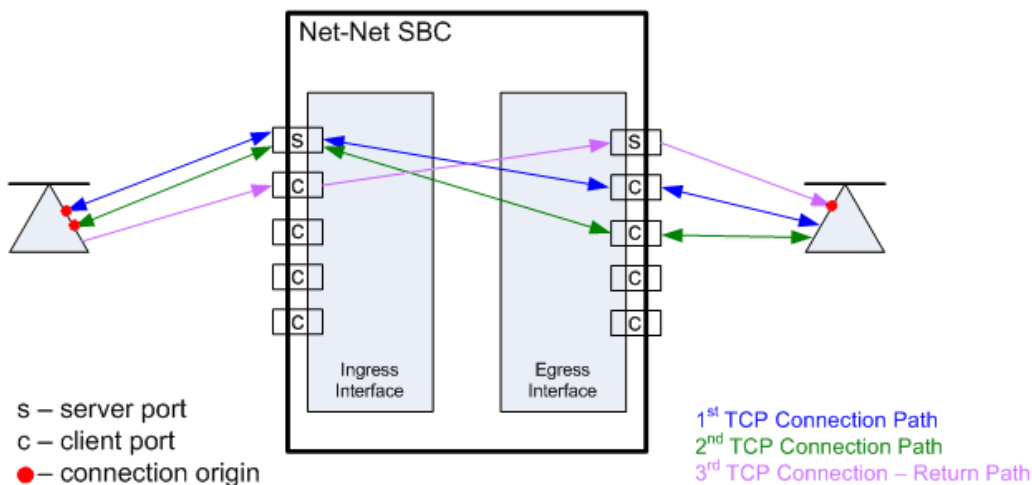 Net-Net SBC
S
C
C
C
C
S
C
C
C
C
Ingress
Interface
Egress
Interface
s – server port
c – client port
– connection origin
1st TCP Connection Path
2nd TCP Connection Path
3rd TCP Connection – Return Path